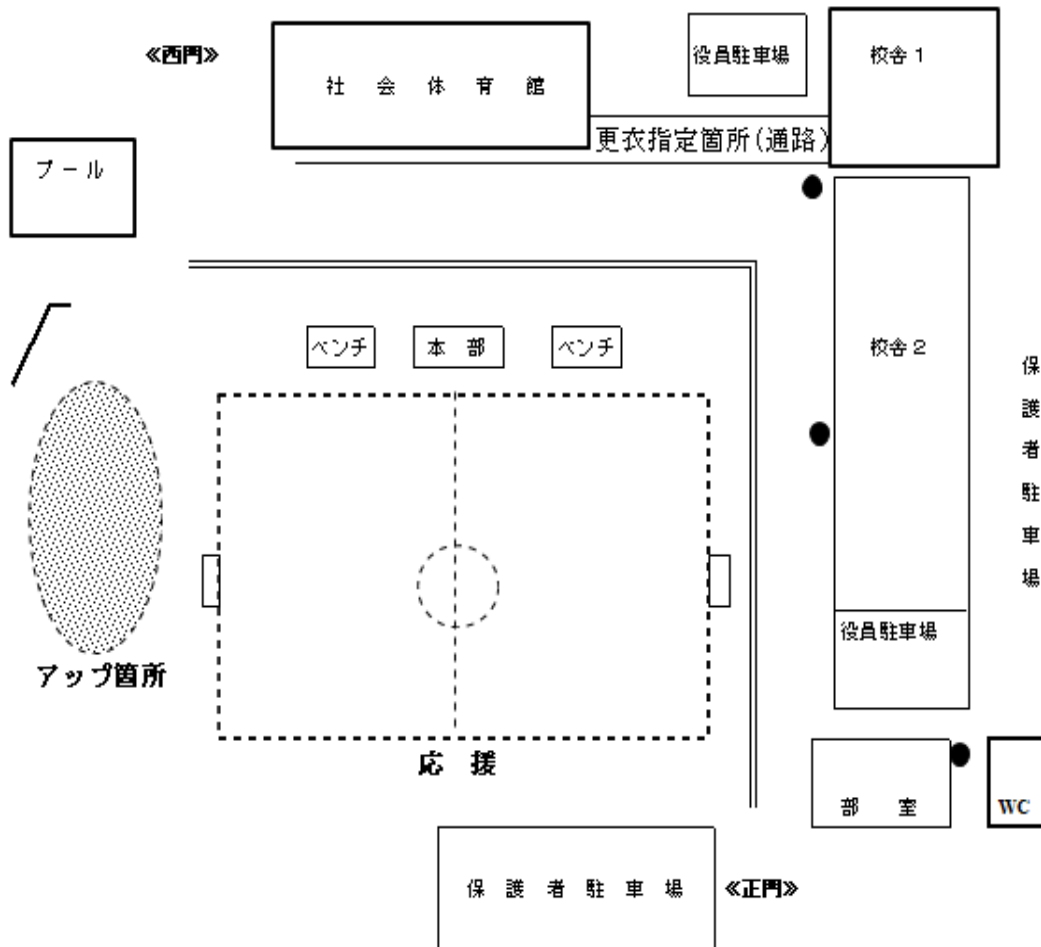 ≪西門≫
社会体育館
役員駐車場
校舎1
更衣指定箇所(通路)
プール
ベンチ
本部
ベンチ
校舎2
保護者駐車場
アップ箇所
役員駐車場
応援
部室
WC
保護者駐車場
≪正門≫